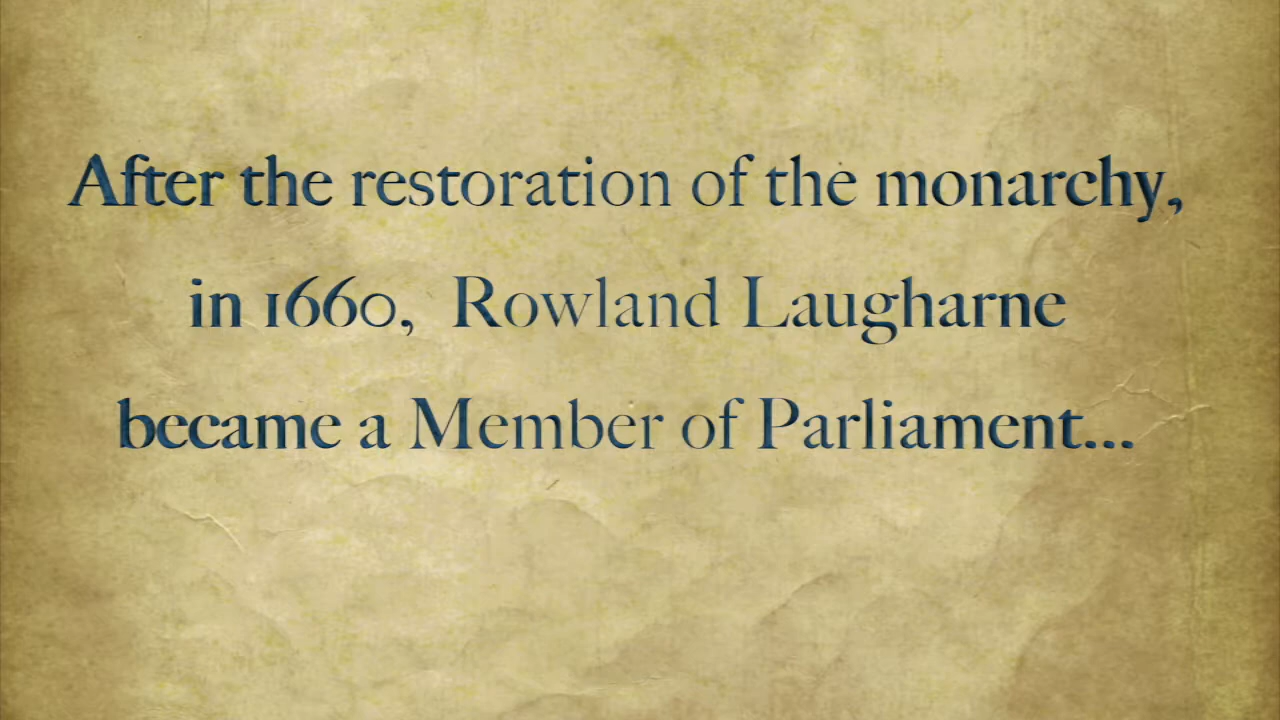 After the restoration of the monarchy,
in 1660, Rowland Laugharne
became a Member of Parliament...